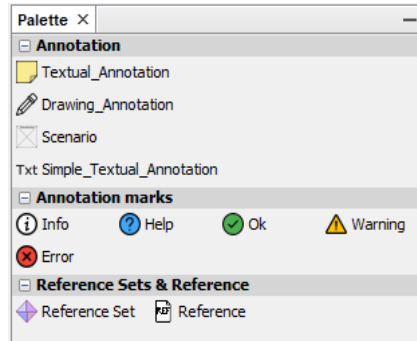 Palette
Annotation
Textual_Annotation
Drawing_Annotation
Scenario
Txt Simple_Textual_Annotation
Annotation marks
Info Help Ok Warning
Error
Reference Sets & Reference
Reference Set REF Reference